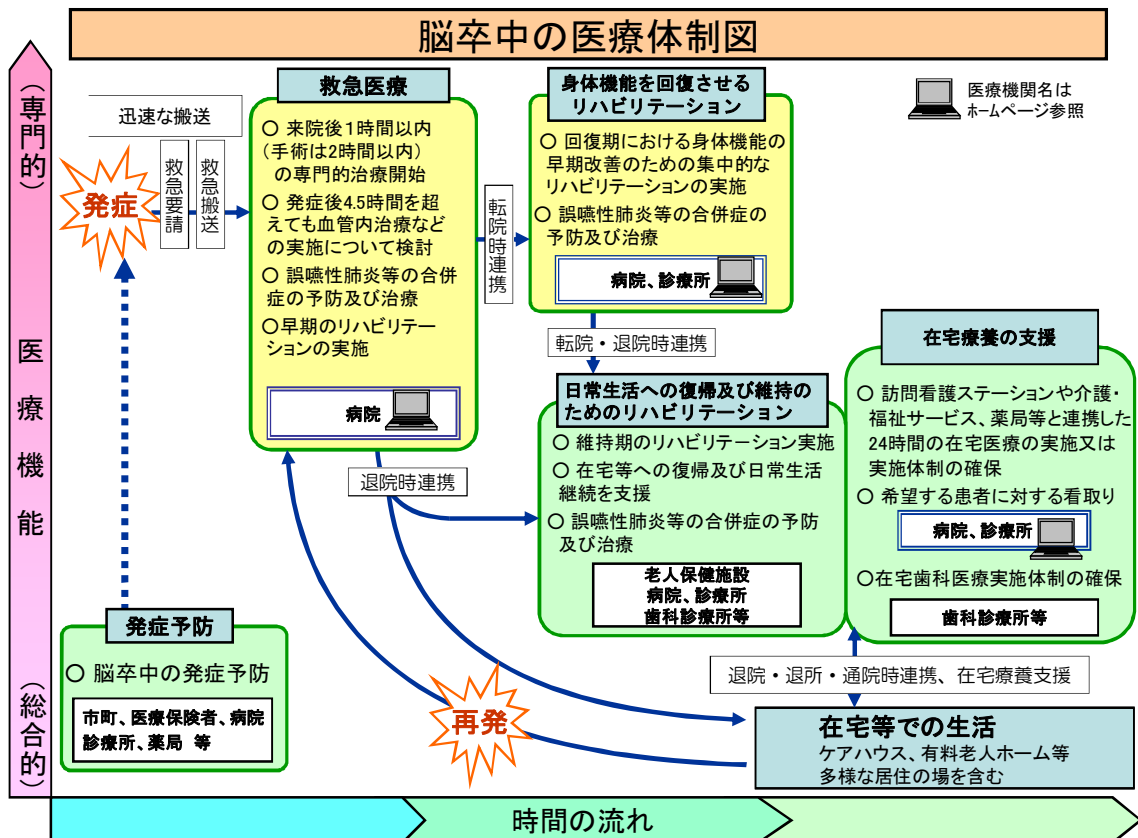 脳卒中の医療体制図
(専門的)
医療機能
(総合的)
医療機関名は
ホームページ参照
迅速な搬送
発症
救急要請
救急搬送
救急医療
○ 来院後1時間以内
(手術は2時間以内)
の専門的治療開始
○ 発症後4.5時間を超
えても血管内治療など
の実施について検討
○ 誤嚥性肺炎等の合併
症の予防及び治療
○早期のリハビリテー
ションの実施
病院
転院時連携
身体機能を回復させる
リハビリテーション
○ 回復期における身体機能の
早期改善のための集中的な
リハビリテーションの実施
○ 誤嚥性肺炎等の合併症の
予防及び治療
病院、診療所
転院・退院時連携
退院時連携
日常生活への復帰及び維持の
ためのリハビリテーション
○ 維持期のリハビリテーション実施
○ 在宅等への復帰及び日常生活
継続を支援
○ 誤嚥性肺炎等の合併症の予防
及び治療
老人保健施設
病院、診療所
歯科診療所等
在宅療養の支援
○ 訪問看護ステーションや介護・
福祉サービス、薬局等と連携した
24時間の在宅医療の実施又は
実施体制の確保
○ 希望する患者に対する看取り
病院、診療所
○在宅歯科医療実施体制の確保
歯科診療所等
発症予防
○ 脳卒中の発症予防
市町、医療保険者、病院
診療所、薬局 等
退院・退所・通院時連携、在宅療養支援
再発
在宅等での生活
ケアハウス、有料老人ホーム等
多様な居住の場を含む
時間の流れ